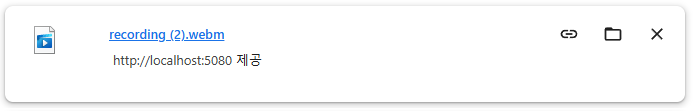 recording (2).webm
http://localhost:5080 제공